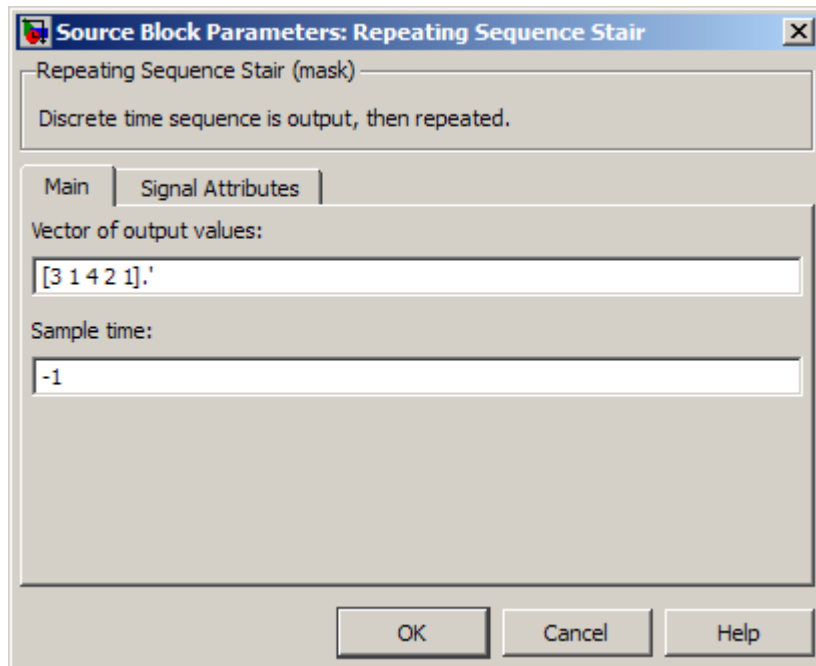 Source Block Parameters: Repeating Sequence Stair
Repeating Sequence Stair (mask)
Discrete time sequence is output, then repeated.
Main Signal Attributes
Vector of output values:
[3 1 4 2 1].'
Sample time:
-1
OK Cancel Help